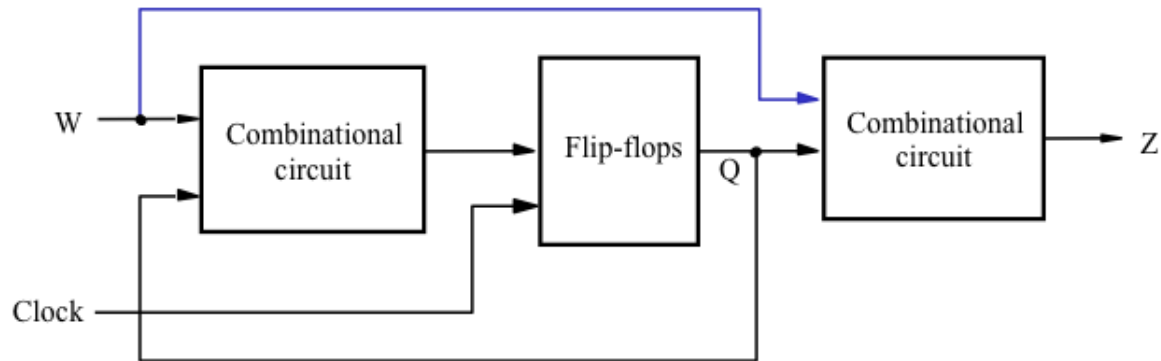 W
Combinational
circuit
Flip-flops
Q
Combinational
circuit
Z
Clock